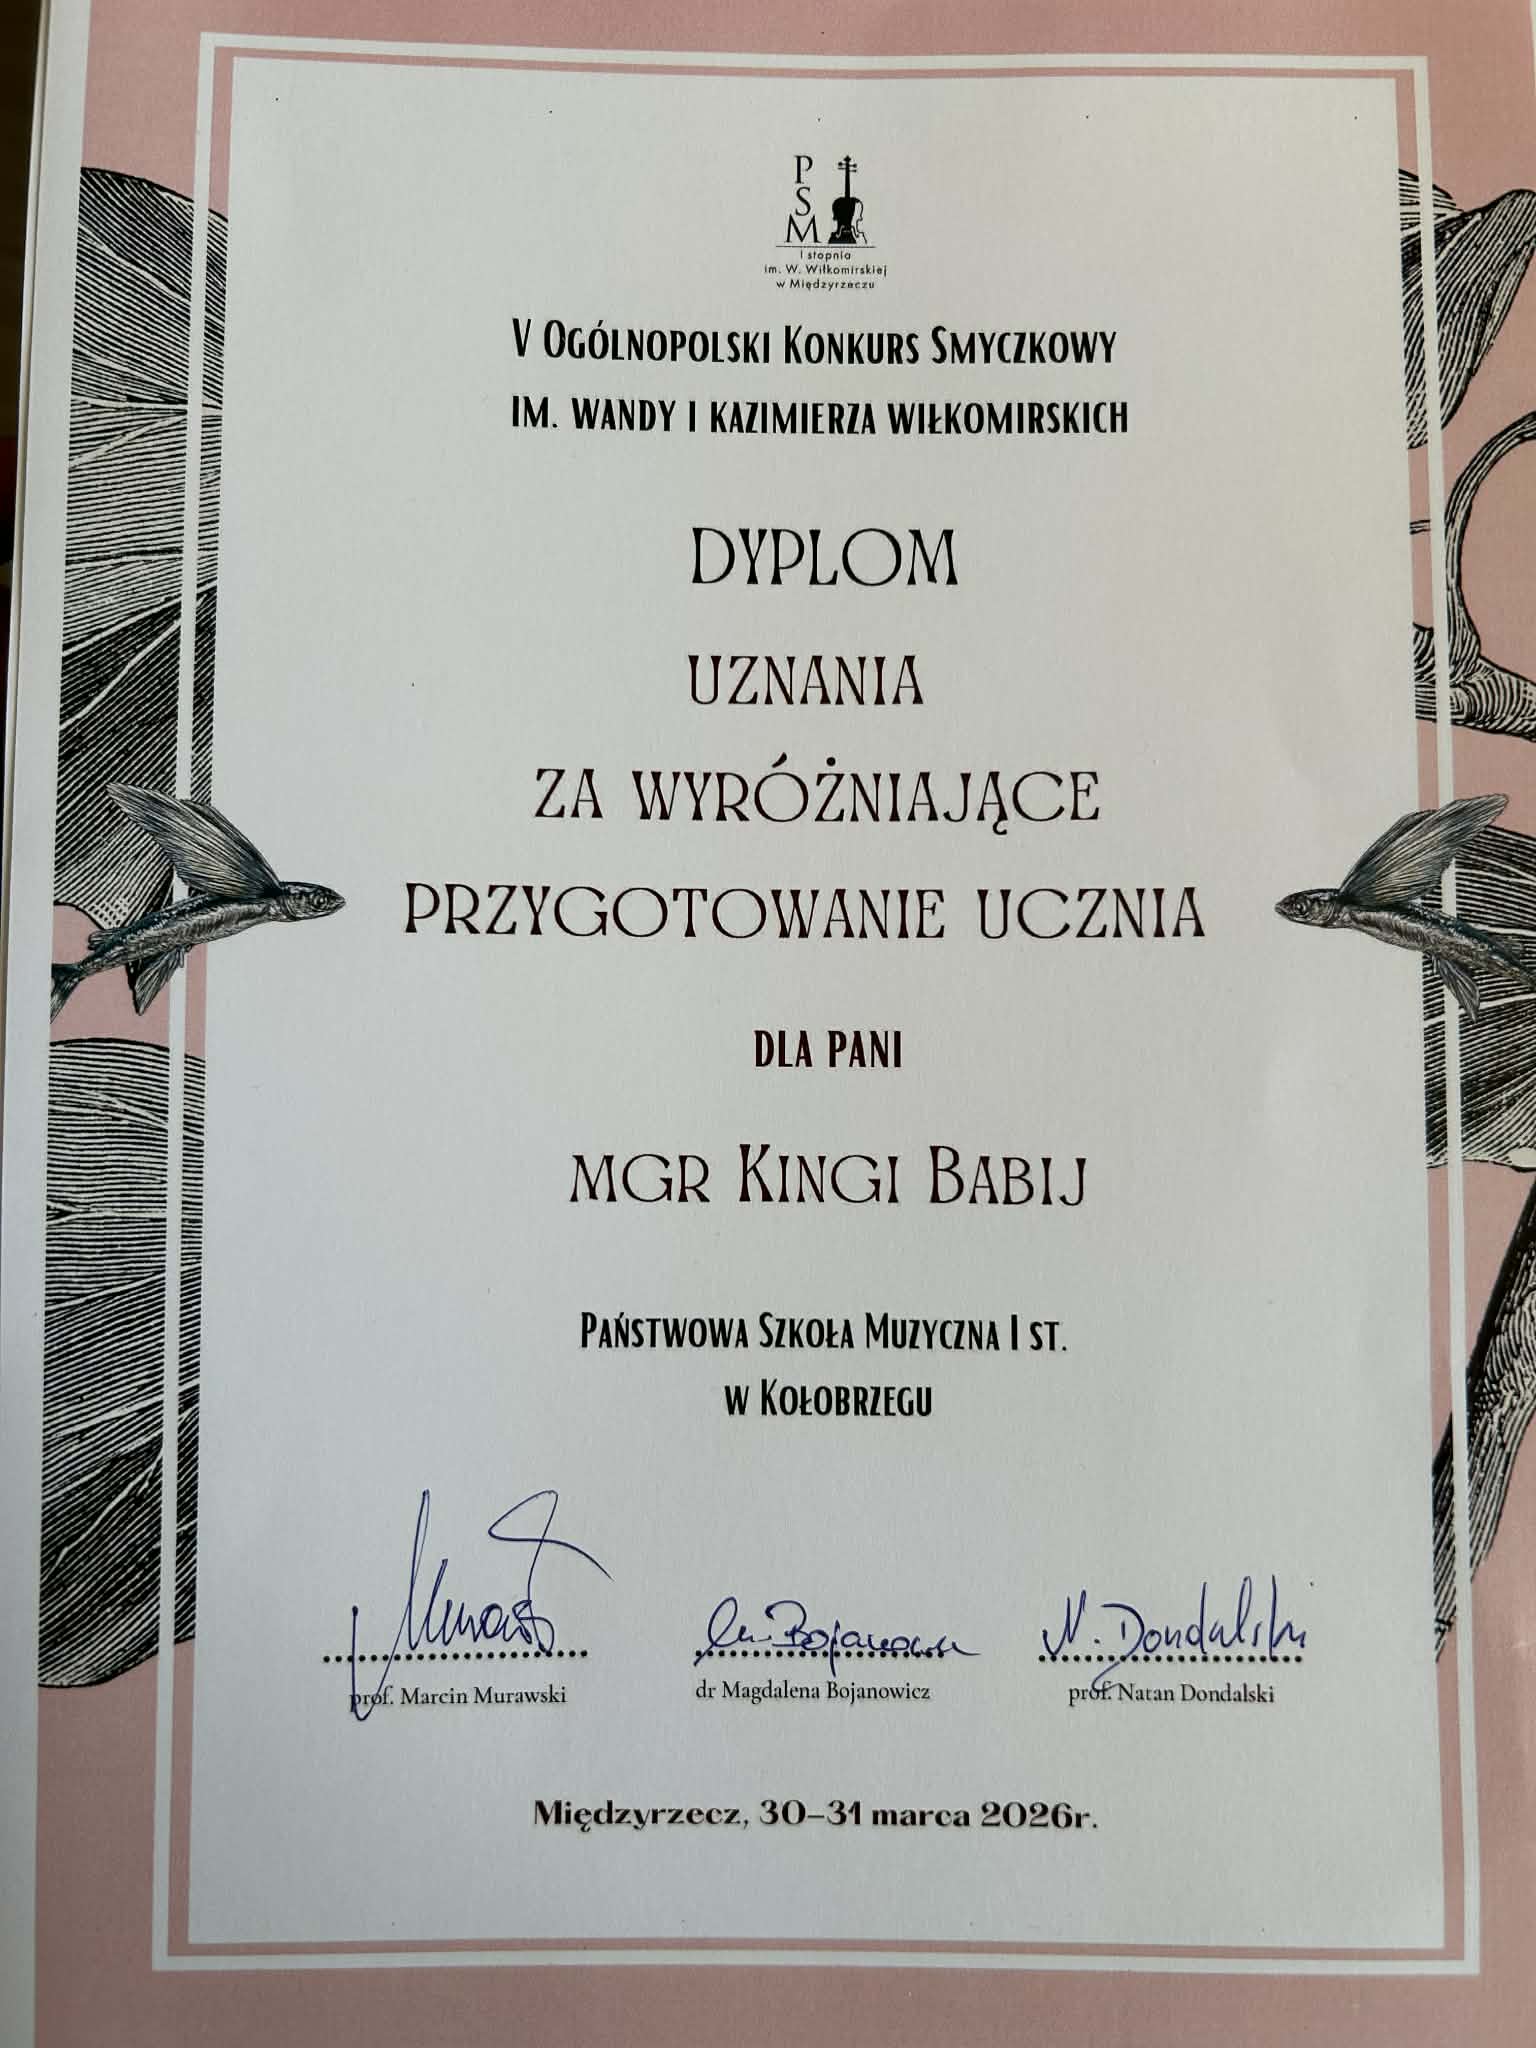 P
S
M
I stopnia
im. W. Wiłkomirskiej
w Międzyrzeczu
V OGÓLNOPOLSKI KONKURS SMYCZKOWY
IM. WANDY I KAZIMIERZA WIŁKOMIRSKICH
DYPLOM
UZNANIA
ZA WYRÓŻNIAJĄCE
PRZYGOTOWANIE UCZNIA
DLA PANI
MGR KINGI BABIJ
PAŃSTWOWA SZKOŁA MUZYCZNA I ST.
W KOŁOBRZEGU
N. Dondalski
prof. Marcin Murawski
dr Magdalena Bojanowicz
prof. Natan Dondalski
Międzyrzecz, 30–31 marca 2026r.